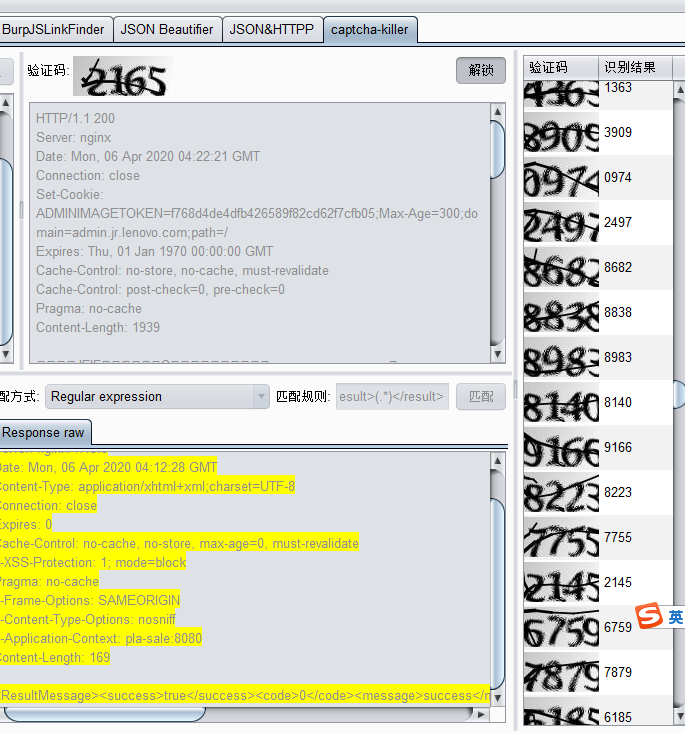 BurpJSLinkFinder JSON Beautifier JSON&HTTPP captcha-killer
验证码: 2165 解锁
HTTP/1.1 200
Server: nginx
Date: Mon, 06 Apr 2020 04:22:21 GMT
Connection: close
Set-Cookie:
ADMINIMAGETOKEN=f768d4de4dfb426589f82cd62f7cfb05;Max-Age=300;do
main=admin.jr.lenovo.com;path=/
Expires: Thu, 01 Jan 1970 00:00:00 GMT
Cache-Control: no-store, no-cache, must-revalidate
Cache-Control: post-check=0, pre-check=0
Pragma: no-cache
Content-Length: 1939
配方式: Regular expression 匹配规则: esult>(.*)</result> 匹配
Response raw
Date: Mon, 06 Apr 2020 04:12:28 GMT
Content-Type: application/xhtml+xml;charset=UTF-8
Connection: close
Expires: 0
Cache-Control: no-cache, no-store, max-age=0, must-revalidate
-XSS-Protection: 1; mode=block
Pragma: no-cache
-Frame-Options: SAMEORIGIN
-Content-Type-Options: nosniff
-Application-Context: pla-sale:8080
Content-Length: 169
ResultMessage><success>true</success><code>0</code><message>success</
验证码 识别结果
4363 1363
8909 3909
0974 0974
2497 2497
8682 8682
8838 8838
8983 8983
8140 8140
9166 9166
8223 8223
7755 7755
2145 2145
6759 6759
7879 7879
6185 6185
S 英